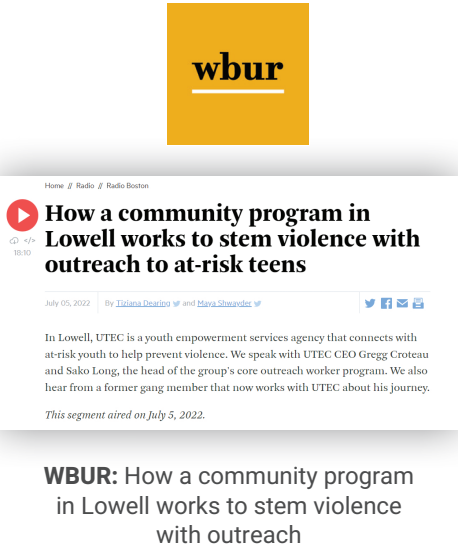 wbur
Home // Radio // Radio Boston
How a community program in
Lowell works to stem violence with
outreach to at-risk teens
</>
18:10
July 05, 2022 By Tiziana Dearing and Maya Shwayder
In Lowell, UTEC is a youth empowerment services agency that connects with
at-risk youth to help prevent violence. We speak with UTEC CEO Gregg Croteau
and Sako Long, the head of the group's core outreach worker program. We also
hear from a former gang member that now works with UTEC about his journey.
This segment aired on July 5, 2022.
WBUR: How a community program
in Lowell works to stem violence
with outreach